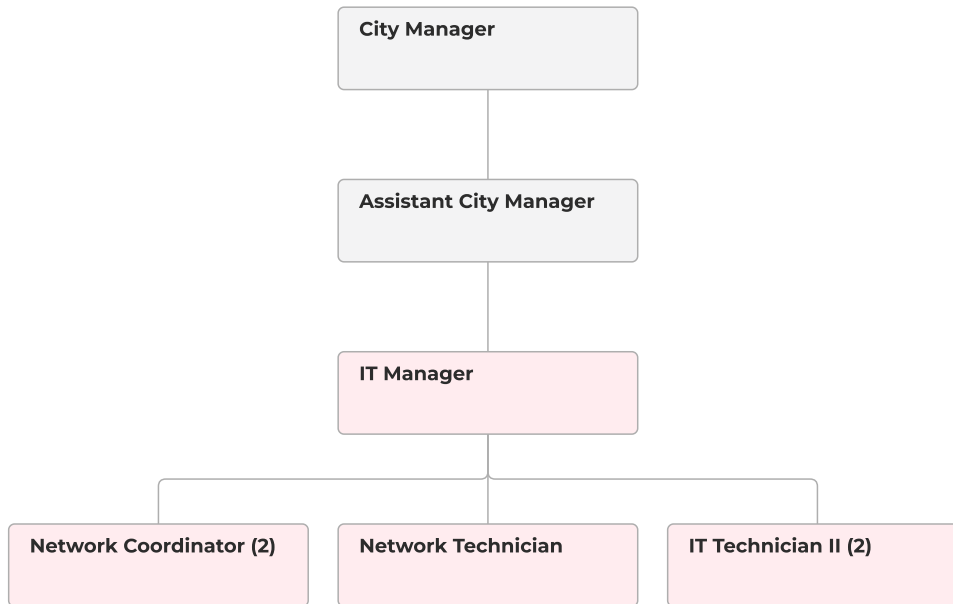 City Manager
Assistant City Manager
IT Manager
Network Coordinator (2)
Network Technician
IT Technician II (2)